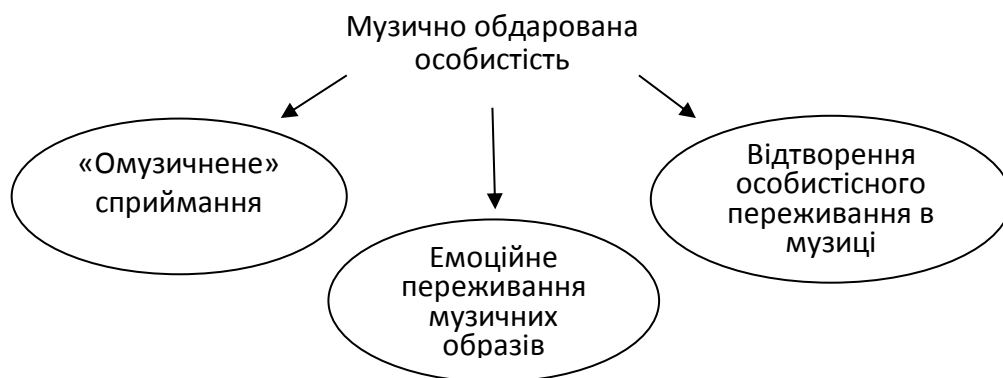 Музично обдарована
особистість
«Омузичнене»
сприймання
Емоційне
переживання
музичних
образів
Відтворення
особистісного
переживання в
музиці